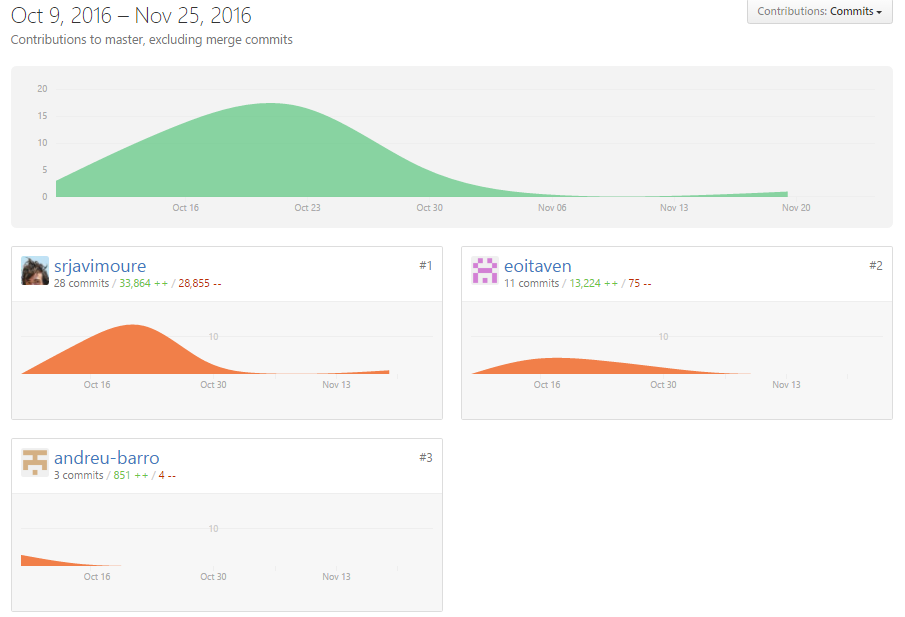 Oct 9, 2016 – Nov 25, 2016
Contributions: Commits
Contributions to master, excluding merge commits
20
15
10
5
0
Oct 16 Oct 23 Oct 30 Nov 06 Nov 13 Nov 20
srjavimoure #1
28 commits / 33,864 ++ / 28,855 --
10
Oct 16 Oct 30 Nov 13
eoitaven #2
11 commits / 13,224 ++ / 75 --
10
Oct 16 Oct 30 Nov 13
andreu-barro #3
3 commits / 851 ++ / 4 --
10
Oct 16 Oct 30 Nov 13